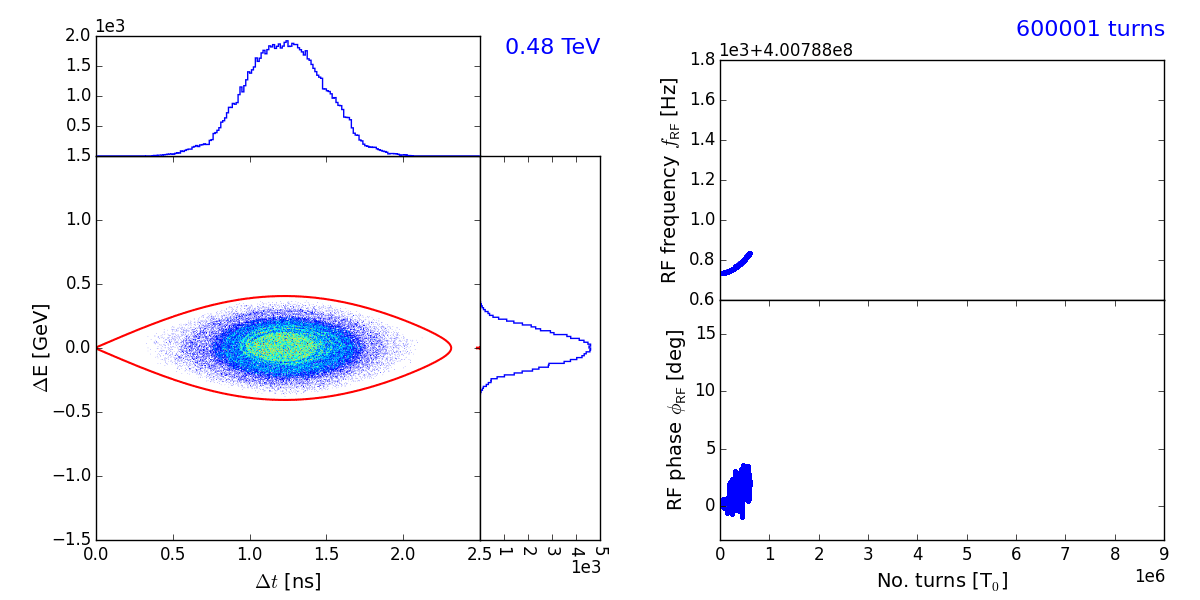 600001 turns
0.48 TeV
1e3
2.0
1.5
1.0
0.5
1.5
1.0
0.5
0.0
−0.5
−1.0
−1.5
ΔE [GeV]
0.0 0.5 1.0 1.5 2.0 2.5
Δt [ns]
1 2 3 4 5
1e3
1e3+4.00788e8
1.8
1.6
1.4
1.2
1.0
0.8
0.6
RF frequency fRF [Hz]
15
10
5
0
RF phase ϕRF [deg]
0 1 2 3 4 5 6 7 8 9
No. turns [T0]
1e6